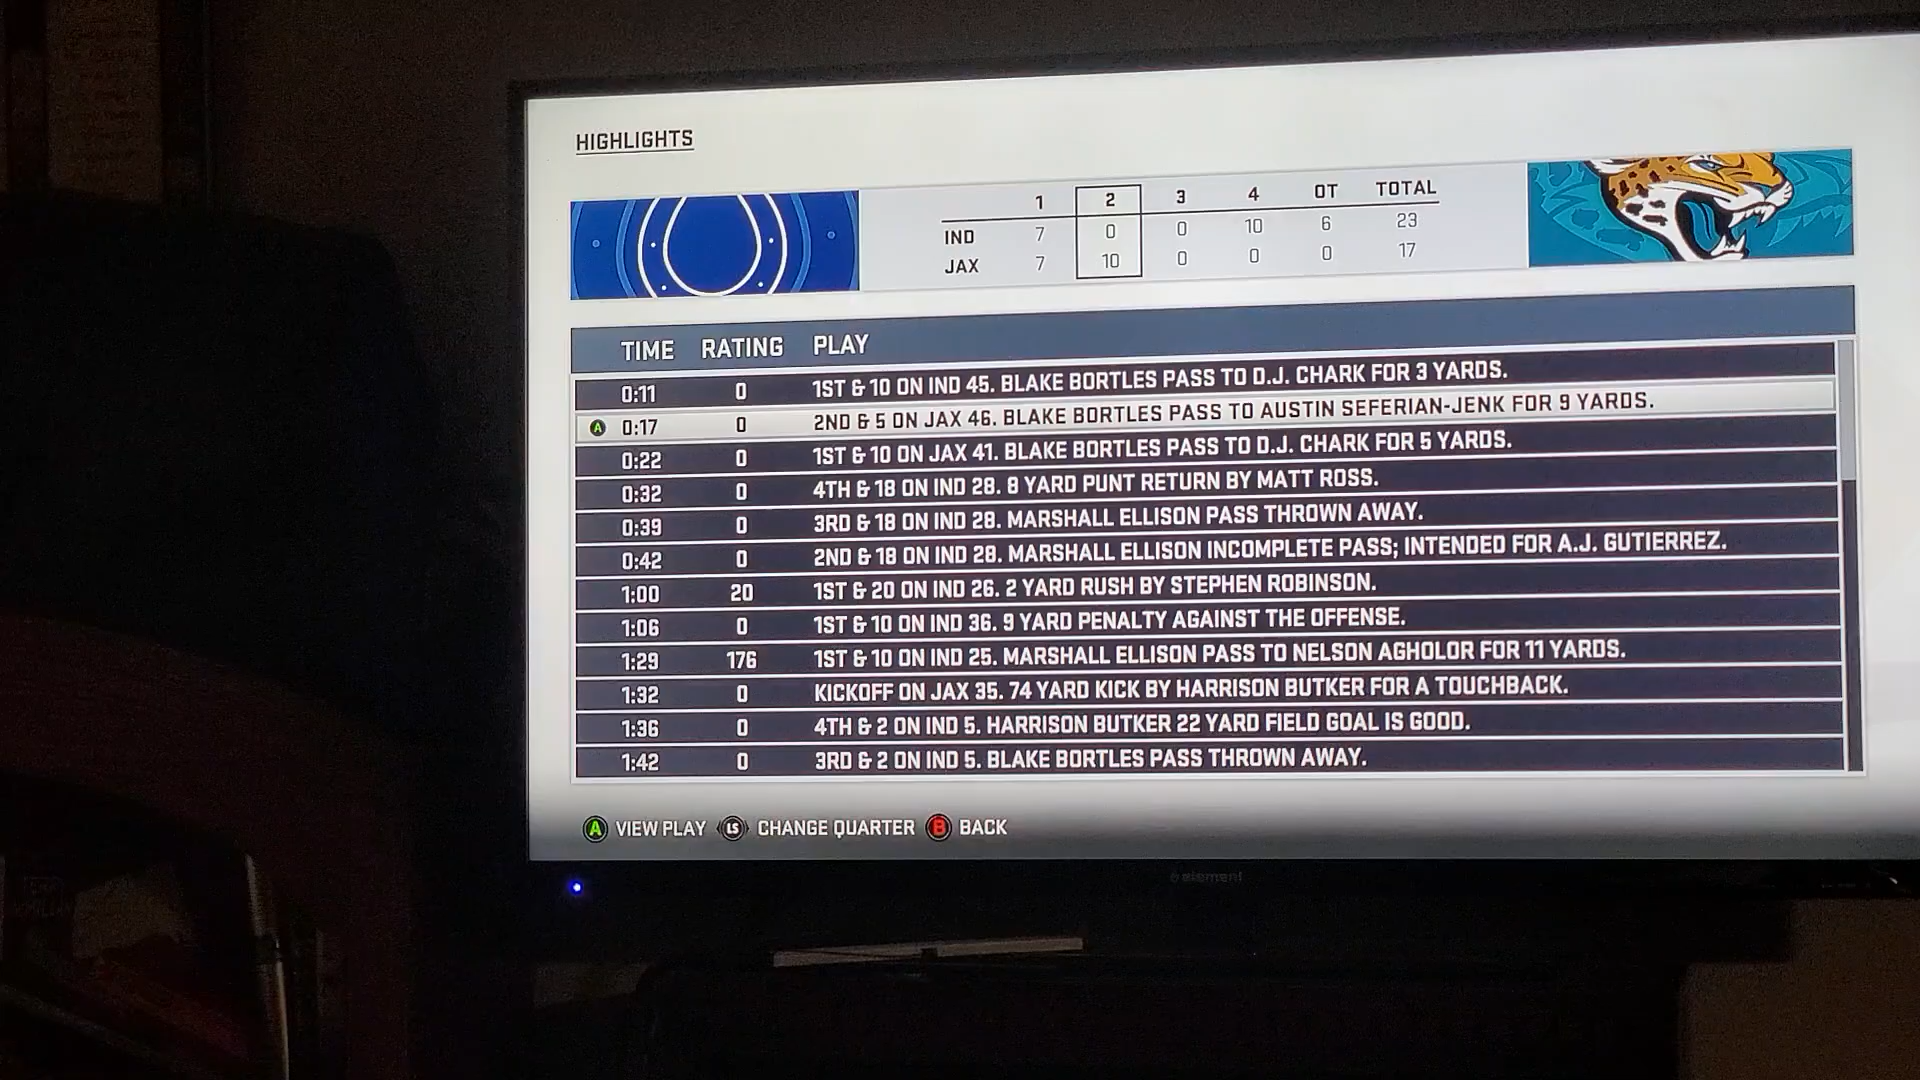 HIGHLIGHTS
1 2 3 4 OT TOTAL
IND 7 0 0 10 6 23
JAX 7 10 0 0 0 17
TIME RATING PLAY
0:11 0 1ST & 10 ON IND 45. BLAKE BORTLES PASS TO D.J. CHARK FOR 3 YARDS.
A 0:17 0 2ND & 5 ON JAX 46. BLAKE BORTLES PASS TO AUSTIN SEFERIAN-JENK FOR 9 YARDS.
0:22 0 1ST & 10 ON JAX 41. BLAKE BORTLES PASS TO D.J. CHARK FOR 5 YARDS.
0:32 0 4TH & 18 ON IND 28. 8 YARD PUNT RETURN BY MATT ROSS.
0:39 0 3RD & 18 ON IND 28. MARSHALL ELLISON PASS THROWN AWAY.
0:42 0 2ND & 18 ON IND 28. MARSHALL ELLISON INCOMPLETE PASS; INTENDED FOR A.J. GUTIERREZ.
1:00 20 1ST & 20 ON IND 26. 2 YARD RUSH BY STEPHEN ROBINSON.
1:06 0 1ST & 10 ON IND 36. 9 YARD PENALTY AGAINST THE OFFENSE.
1:29 176 1ST & 10 ON IND 25. MARSHALL ELLISON PASS TO NELSON AGHOLOR FOR 11 YARDS.
1:32 0 KICKOFF ON JAX 35. 74 YARD KICK BY HARRISON BUTKER FOR A TOUCHBACK.
1:36 0 4TH & 2 ON IND 5. HARRISON BUTKER 22 YARD FIELD GOAL IS GOOD.
1:42 0 3RD & 2 ON IND 5. BLAKE BORTLES PASS THROWN AWAY.
A VIEW PLAY LS CHANGE QUARTER B BACK
element